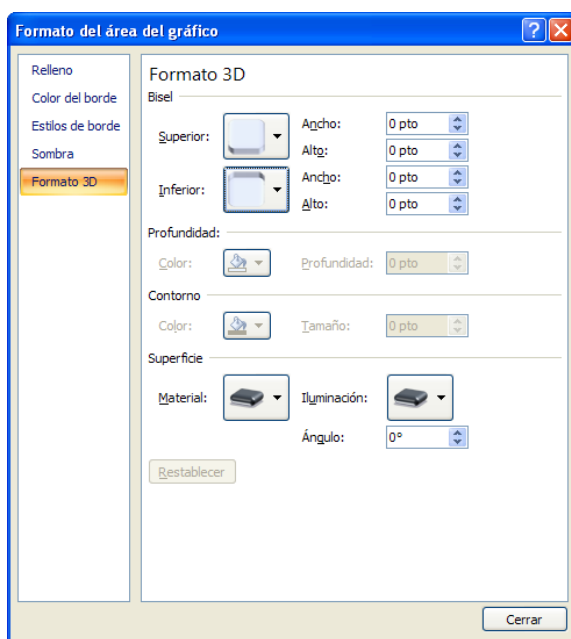 Formato del área del gráfico
Relleno
Color del borde
Estilos de borde
Sombra
Formato 3D
Formato 3D
Bisel
Superior:
Ancho: 0 pto
Alto: 0 pto
Inferior:
Ancho: 0 pto
Alto: 0 pto
Profundidad:
Color:
Profundidad: 0 pto
Contorno
Color:
Tamaño: 0 pto
Superficie
Material:
Iluminación:
Ángulo: 0°
Restablecer
Cerrar